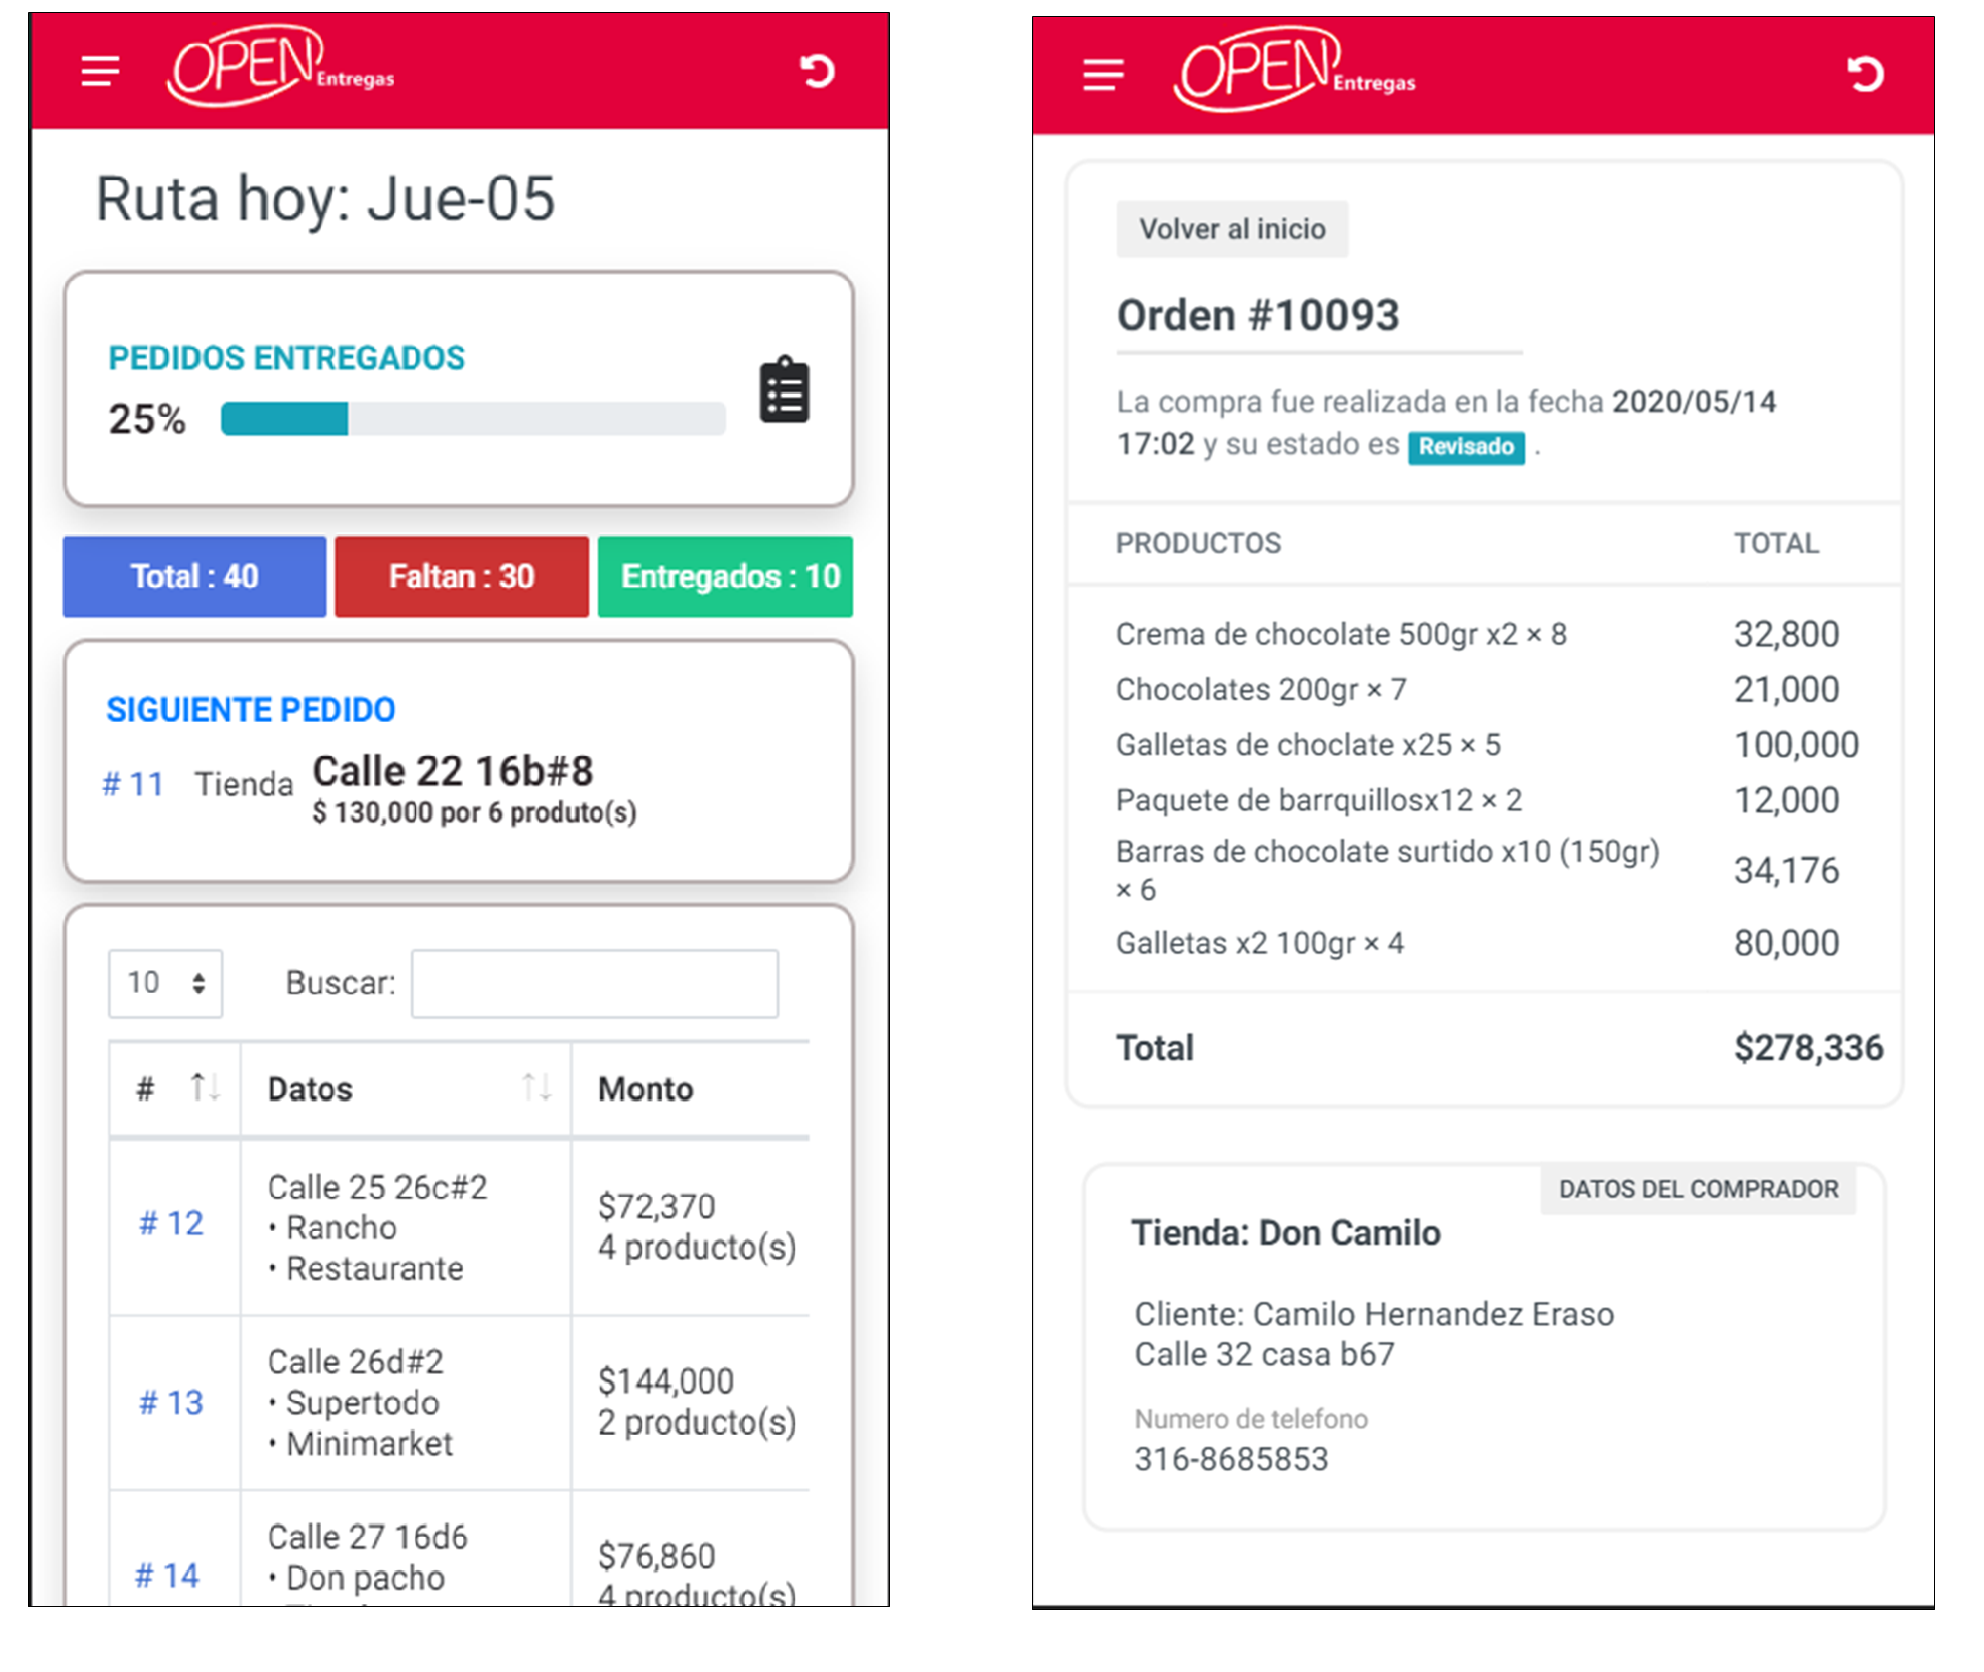 OPEN Entregas
Ruta hoy: Jue-05
PEDIDOS ENTREGADOS
25%
Total : 40
Faltan : 30
Entregados : 10
SIGUIENTE PEDIDO
# 11 Tienda Calle 22 16b#8
$ 130,000 por 6 produto(s)
10 Buscar:
# Datos Monto
# 12
Calle 25 26c#2
• Rancho
• Restaurante
$72,370
4 producto(s)
# 13
Calle 26d#2
• Supertodo
• Minimarket
$144,000
2 producto(s)
# 14
Calle 27 16d6
• Don pacho
$76,860
4 producto(s)
OPEN Entregas
Volver al inicio
Orden #10093
La compra fue realizada en la fecha 2020/05/14
17:02 y su estado es Revisado .
PRODUCTOS TOTAL
Crema de chocolate 500gr x2 × 8 32,800
Chocolates 200gr × 7 21,000
Galletas de choclate x25 × 5 100,000
Paquete de barrquillosx12 × 2 12,000
Barras de chocolate surtido x10 (150gr)
× 6 34,176
Galletas x2 100gr × 4 80,000
Total $278,336
DATOS DEL COMPRADOR
Tienda: Don Camilo
Cliente: Camilo Hernandez Eraso
Calle 32 casa b67
Numero de telefono
316-8685853